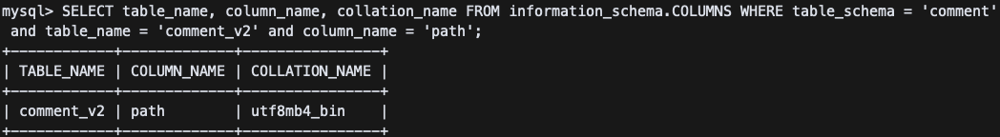 mysql> SELECT table_name, column_name, collation_name FROM information_schema.COLUMNS WHERE table_schema = 'comment'
 and table_name = 'comment_v2' and column_name = 'path';
+------------+-------------+----------------+
| TABLE_NAME | COLUMN_NAME | COLLATION_NAME |
+------------+-------------+----------------+
| comment_v2 | path        | utf8mb4_bin    |
+------------+-------------+----------------+